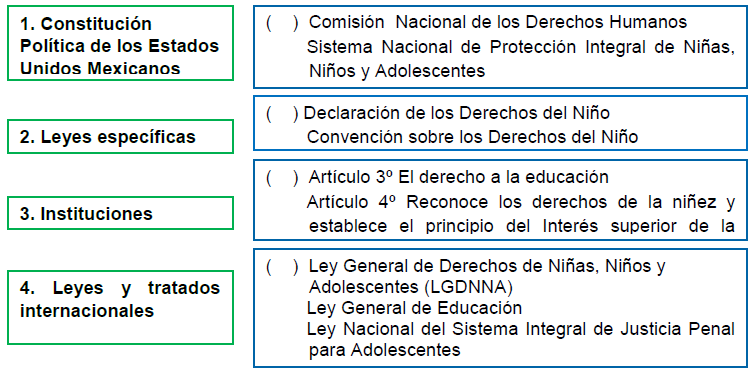 1. Constitución
Política de los Estados
Unidos Mexicanos
( ) Comisión Nacional de los Derechos Humanos
Sistema Nacional de Protección Integral de Niñas,
Niños y Adolescentes
2. Leyes específicas
( ) Declaración de los Derechos del Niño
Convención sobre los Derechos del Niño
3. Instituciones
( ) Artículo 3º El derecho a la educación
Artículo 4º Reconoce los derechos de la niñez y
establece el principio del Interés superior de la
4. Leyes y tratados
internacionales
( ) Ley General de Derechos de Niñas, Niños y
Adolescentes (LGDNNA)
Ley General de Educación
Ley Nacional del Sistema Integral de Justicia Penal
para Adolescentes